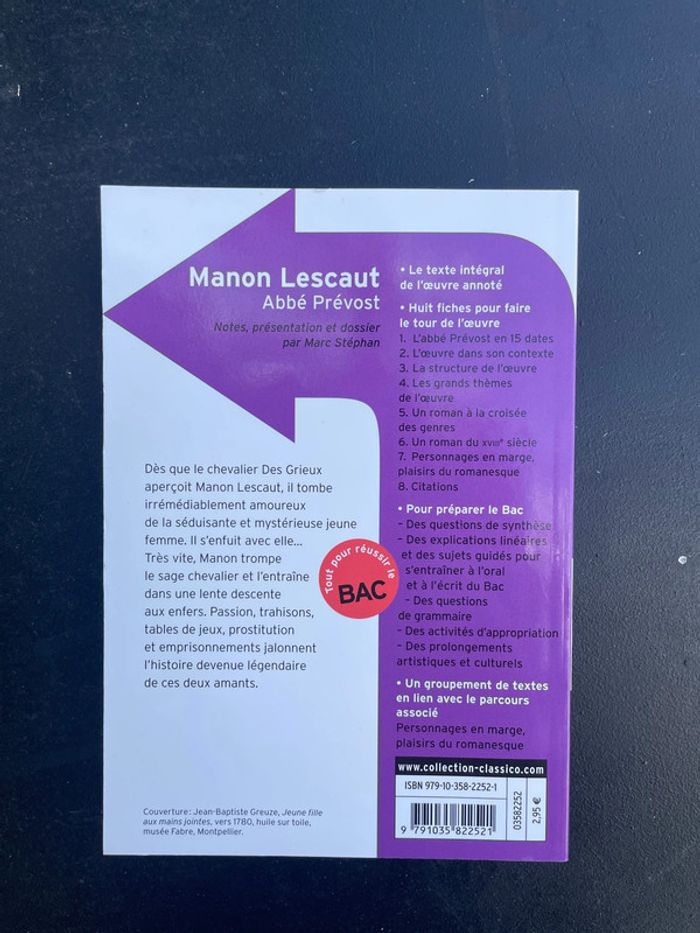 Manon Lescaut
Abbé Prévost
Notes, présentation et dossier
par Marc Stéphan
Dès que le chevalier Des Grieux
aperçoit Manon Lescaut, il tombe
irrémédiablement amoureux
de la séduisante et mystérieuse jeune
femme. Il s'enfuit avec elle...
Très vite, Manon trompe
le sage chevalier et l'entraîne
dans une lente descente
aux enfers. Passion, trahisons,
tables de jeux, prostitution
et emprisonnements jalonnent
l'histoire devenue légendaire
de ces deux amants.
Tout pour réussir le
BAC
Couverture : Jean-Baptiste Greuze, Jeune fille
aux mains jointes, vers 1780, huile sur toile,
musée Fabre, Montpellier.
• Le texte intégral
de l'œuvre annoté
• Huit fiches pour faire
le tour de l'œuvre
1. L'abbé Prévost en 15 dates
2. L'œuvre dans son contexte
3. La structure de l'œuvre
4. Les grands thèmes
de l'œuvre
5. Un roman à la croisée
des genres
6. Un roman du XVIIIe siècle
7. Personnages en marge,
plaisirs du romanesque
8. Citations
• Pour préparer le Bac
– Des questions de synthèse
– Des explications linéaires
et des sujets guidés pour
s'entraîner à l'oral
et à l'écrit du Bac
– Des questions
de grammaire
– Des activités d'appropriation
– Des prolongements
artistiques et culturels
• Un groupement de textes
en lien avec le parcours
associé
Personnages en marge,
plaisirs du romanesque
www.collection-classico.com
ISBN 979-10-358-2252-1
9 791035 822521
03582252
2,95 €